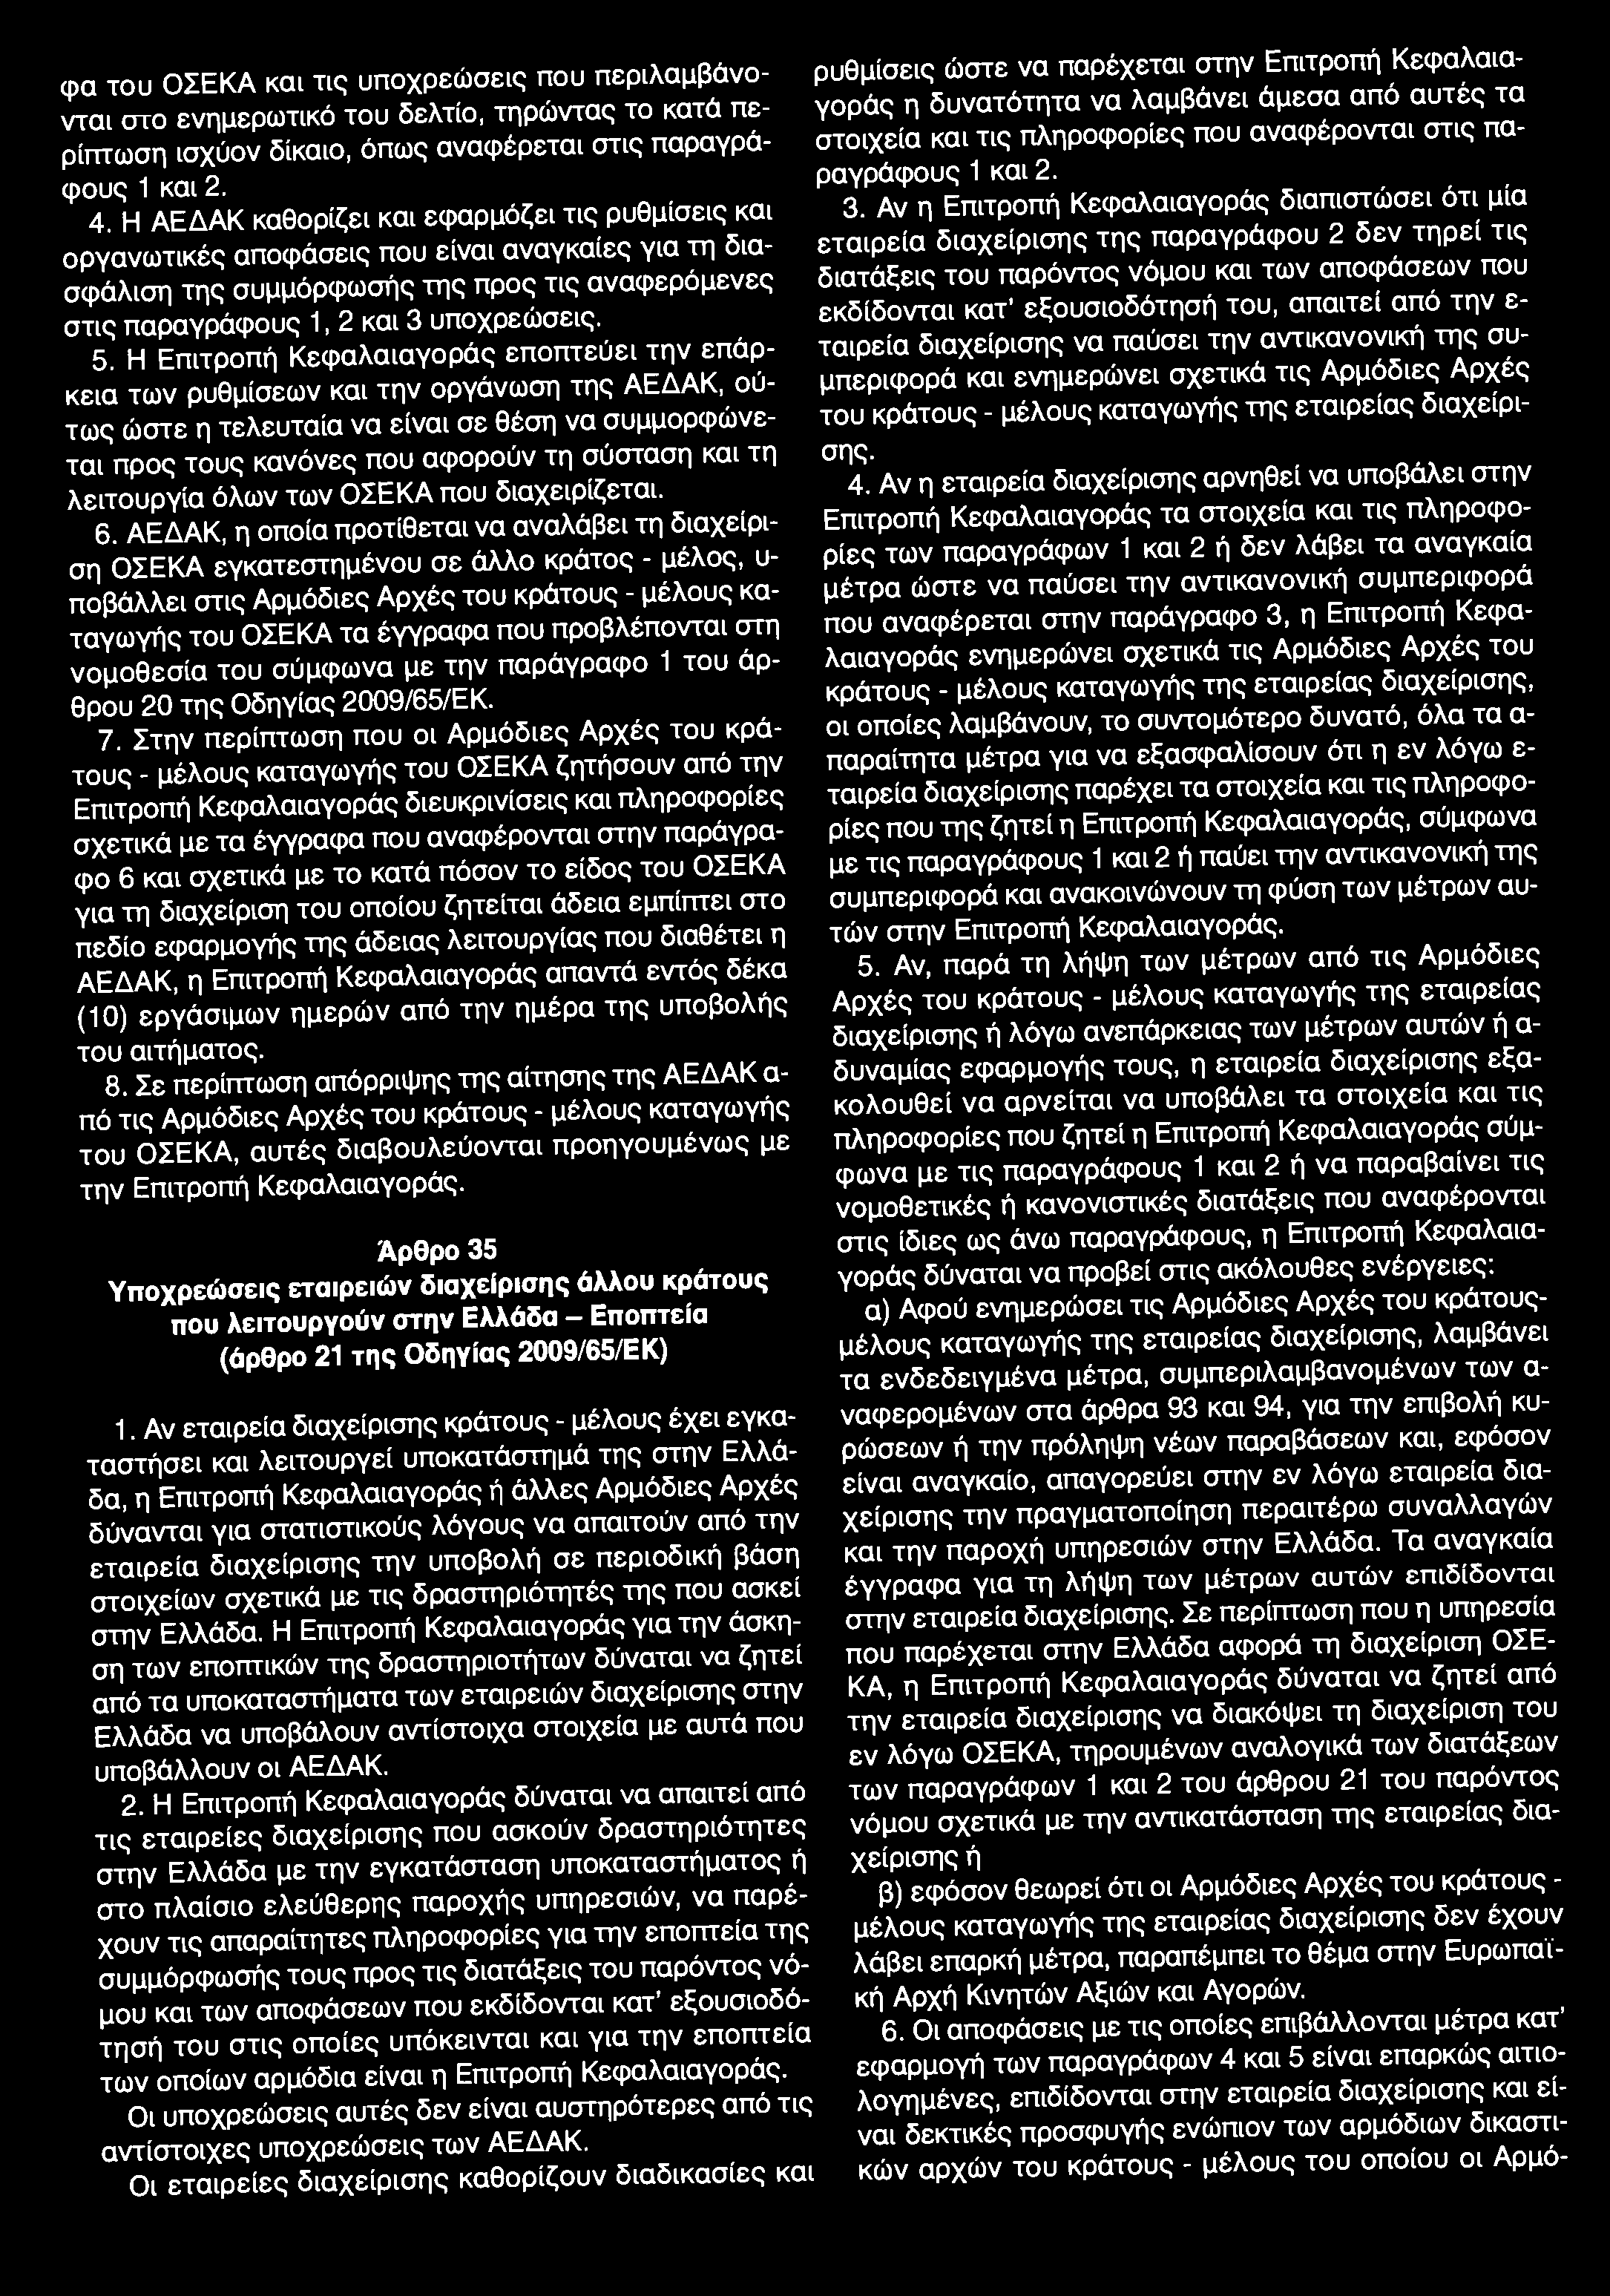 φα του ΟΣΕΚΑ και τις υποχρεώσεις που περιλαμβάνο-
νται στο ενημερωτικό του δελτίο, τηρώντας το κατά πε-
ρίπτωση ισχύον δίκαιο, όπως αναφέρεται στις παραγρά-
φους 1 και 2.
4. Η ΑΕΔΑΚ καθορίζει και εφαρμόζει τις ρυθμίσεις και
οργανωτικές αποφάσεις που είναι αναγκαίες για τη δια-
σφάλιση της συμμόρφωσής της προς τις αναφερόμενες
στις παραγράφους 1, 2 και 3 υποχρεώσεις.
5. Η Επιτροπή Κεφαλαιαγοράς εποπτεύει την επάρ-
κεια των ρυθμίσεων και την οργάνωση της ΑΕΔΑΚ, ού-
τως ώστε η τελευταία να είναι σε θέση να συμμορφώνε-
ται προς τους κανόνες που αφορούν τη σύσταση και τη
λειτουργία όλων των ΟΣΕΚΑ που διαχειρίζεται.
6. ΑΕΔΑΚ, η οποία προτίθεται να αναλάβει τη διαχείρι-
ση ΟΣΕΚΑ εγκατεστημένου σε άλλο κράτος - μέλος, υ-
ποβάλλει στις Αρμόδιες Αρχές του κράτους - μέλους κα-
ταγωγής του ΟΣΕΚΑ τα έγγραφα που προβλέπονται στη
νομοθεσία του σύμφωνα με την παράγραφο 1 του άρ-
θρου 20 της Οδηγίας 2009/65/ΕΚ.
7. Στην περίπτωση που οι Αρμόδιες Αρχές του κρά-
τους - μέλους καταγωγής του ΟΣΕΚΑ ζητήσουν από την
Επιτροπή Κεφαλαιαγοράς διευκρινίσεις και πληροφορίες
σχετικά με τα έγγραφα που αναφέρονται στην παράγρα-
φο 6 και σχετικά με το κατά πόσον το είδος του ΟΣΕΚΑ
για τη διαχείριση του οποίου ζητείται άδεια εμπίπτει στο
πεδίο εφαρμογής της άδειας λειτουργίας που διαθέτει η
ΑΕΔΑΚ, η Επιτροπή Κεφαλαιαγοράς απαντά εντός δέκα
(10) εργάσιμων ημερών από την ημέρα της υποβολής
του αιτήματος.
8. Σε περίπτωση απόρριψης της αίτησης της ΑΕΔΑΚ α-
πό τις Αρμόδιες Αρχές του κράτους - μέλους καταγωγής
του ΟΣΕΚΑ, αυτές διαβουλεύονται προηγουμένως με
την Επιτροπή Κεφαλαιαγοράς.
Άρθρο 35
Υποχρεώσεις εταιρειών διαχείρισης άλλου κράτους
που λειτουργούν στην Ελλάδα – Εποπτεία
(άρθρο 21 της Οδηγίας 2009/65/ΕΚ)
1. Αν εταιρεία διαχείρισης κράτους - μέλους έχει εγκα-
ταστήσει και λειτουργεί υποκατάστημά της στην Ελλά-
δα, η Επιτροπή Κεφαλαιαγοράς ή άλλες Αρμόδιες Αρχές
δύνανται για στατιστικούς λόγους να απαιτούν από την
εταιρεία διαχείρισης την υποβολή σε περιοδική βάση
στοιχείων σχετικά με τις δραστηριότητές της που ασκεί
στην Ελλάδα. Η Επιτροπή Κεφαλαιαγοράς για την άσκη-
ση των εποπτικών της δραστηριοτήτων δύναται να ζητεί
από τα υποκαταστήματα των εταιρειών διαχείρισης στην
Ελλάδα να υποβάλουν αντίστοιχα στοιχεία με αυτά που
υποβάλλουν οι ΑΕΔΑΚ.
2. Η Επιτροπή Κεφαλαιαγοράς δύναται να απαιτεί από
τις εταιρείες διαχείρισης που ασκούν δραστηριότητες
στην Ελλάδα με την εγκατάσταση υποκαταστήματος ή
στο πλαίσιο ελεύθερης παροχής υπηρεσιών, να παρέ-
χουν τις απαραίτητες πληροφορίες για την εποπτεία της
συμμόρφωσής τους προς τις διατάξεις του παρόντος νό-
μου και των αποφάσεων που εκδίδονται κατ’ εξουσιοδό-
τησή του στις οποίες υπόκεινται και για την εποπτεία
των οποίων αρμόδια είναι η Επιτροπή Κεφαλαιαγοράς.
Οι υποχρεώσεις αυτές δεν είναι αυστηρότερες από τις
αντίστοιχες υποχρεώσεις των ΑΕΔΑΚ.
Οι εταιρείες διαχείρισης καθορίζουν διαδικασίες και
ρυθμίσεις ώστε να παρέχεται στην Επιτροπή Κεφαλαια-
γοράς η δυνατότητα να λαμβάνει άμεσα από αυτές τα
στοιχεία και τις πληροφορίες που αναφέρονται στις πα-
ραγράφους 1 και 2.
3. Αν η Επιτροπή Κεφαλαιαγοράς διαπιστώσει ότι μία
εταιρεία διαχείρισης της παραγράφου 2 δεν τηρεί τις
διατάξεις του παρόντος νόμου και των αποφάσεων που
εκδίδονται κατ’ εξουσιοδότησή του, απαιτεί από την ε-
ταιρεία διαχείρισης να παύσει την αντικανονική της συ-
μπεριφορά και ενημερώνει σχετικά τις Αρμόδιες Αρχές
του κράτους - μέλους καταγωγής της εταιρείας διαχείρι-
σης.
4. Αν η εταιρεία διαχείρισης αρνηθεί να υποβάλει στην
Επιτροπή Κεφαλαιαγοράς τα στοιχεία και τις πληροφο-
ρίες των παραγράφων 1 και 2 ή δεν λάβει τα αναγκαία
μέτρα ώστε να παύσει την αντικανονική συμπεριφορά
που αναφέρεται στην παράγραφο 3, η Επιτροπή Κεφα-
λαιαγοράς ενημερώνει σχετικά τις Αρμόδιες Αρχές του
κράτους - μέλους καταγωγής της εταιρείας διαχείρισης,
οι οποίες λαμβάνουν, το συντομότερο δυνατό, όλα τα α-
παραίτητα μέτρα για να εξασφαλίσουν ότι η εν λόγω ε-
ταιρεία διαχείρισης παρέχει τα στοιχεία και τις πληροφο-
ρίες που της ζητεί η Επιτροπή Κεφαλαιαγοράς, σύμφωνα
με τις παραγράφους 1 και 2 ή παύει την αντικανονική της
συμπεριφορά και ανακοινώνουν τη φύση των μέτρων αυ-
τών στην Επιτροπή Κεφαλαιαγοράς.
5. Αν, παρά τη λήψη των μέτρων από τις Αρμόδιες
Αρχές του κράτους - μέλους καταγωγής της εταιρείας
διαχείρισης ή λόγω ανεπάρκειας των μέτρων αυτών ή α-
δυναμίας εφαρμογής τους, η εταιρεία διαχείρισης εξα-
κολουθεί να αρνείται να υποβάλει τα στοιχεία και τις
πληροφορίες που ζητεί η Επιτροπή Κεφαλαιαγοράς σύμ-
φωνα με τις παραγράφους 1 και 2 ή να παραβαίνει τις
νομοθετικές ή κανονιστικές διατάξεις που αναφέρονται
στις ίδιες ως άνω παραγράφους, η Επιτροπή Κεφαλαια-
γοράς δύναται να προβεί στις ακόλουθες ενέργειες:
α) Αφού ενημερώσει τις Αρμόδιες Αρχές του κράτους-
μέλους καταγωγής της εταιρείας διαχείρισης, λαμβάνει
τα ενδεδειγμένα μέτρα, συμπεριλαμβανομένων των α-
ναφερομένων στα άρθρα 93 και 94, για την επιβολή κυ-
ρώσεων ή την πρόληψη νέων παραβάσεων και, εφόσον
είναι αναγκαίο, απαγορεύει στην εν λόγω εταιρεία δια-
χείρισης την πραγματοποίηση περαιτέρω συναλλαγών
και την παροχή υπηρεσιών στην Ελλάδα. Τα αναγκαία
έγγραφα για τη λήψη των μέτρων αυτών επιδίδονται
στην εταιρεία διαχείρισης. Σε περίπτωση που η υπηρεσία
που παρέχεται στην Ελλάδα αφορά τη διαχείριση ΟΣΕ-
ΚΑ, η Επιτροπή Κεφαλαιαγοράς δύναται να ζητεί από
την εταιρεία διαχείρισης να διακόψει τη διαχείριση του
εν λόγω ΟΣΕΚΑ, τηρουμένων αναλογικά των διατάξεων
των παραγράφων 1 και 2 του άρθρου 21 του παρόντος
νόμου σχετικά με την αντικατάσταση της εταιρείας δια-
χείρισης ή
β) εφόσον θεωρεί ότι οι Αρμόδιες Αρχές του κράτους -
μέλους καταγωγής της εταιρείας διαχείρισης δεν έχουν
λάβει επαρκή μέτρα, παραπέμπει το θέμα στην Ευρωπαϊ-
κή Αρχή Κινητών Αξιών και Αγορών.
6. Οι αποφάσεις με τις οποίες επιβάλλονται μέτρα κατ’
εφαρμογή των παραγράφων 4 και 5 είναι επαρκώς αιτιο-
λογημένες, επιδίδονται στην εταιρεία διαχείρισης και εί-
ναι δεκτικές προσφυγής ενώπιον των αρμόδιων δικαστι-
κών αρχών του κράτους - μέλους του οποίου οι Αρμό-